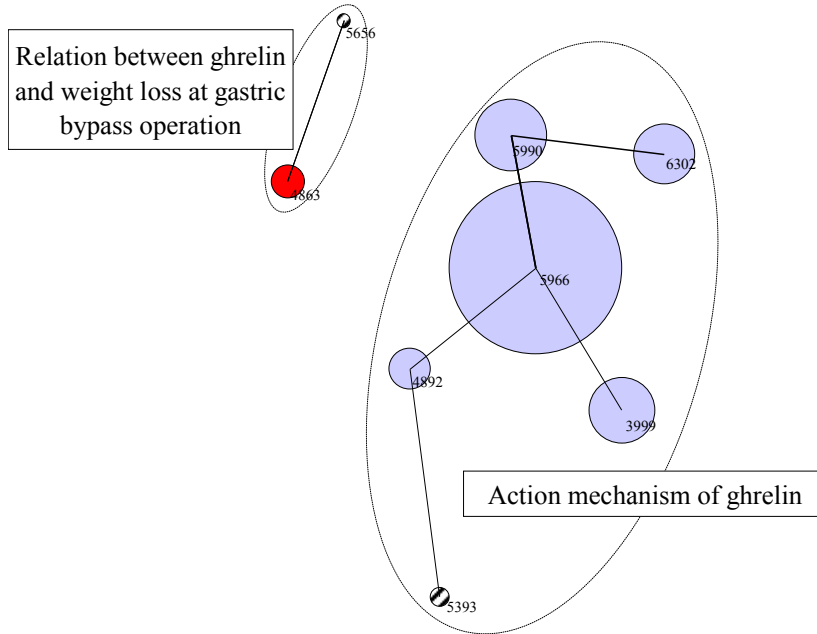 5656
Relation between ghrelin
and weight loss at gastric
bypass operation
4863
5990
6302
5966
4892
3999
Action mechanism of ghrelin
5393